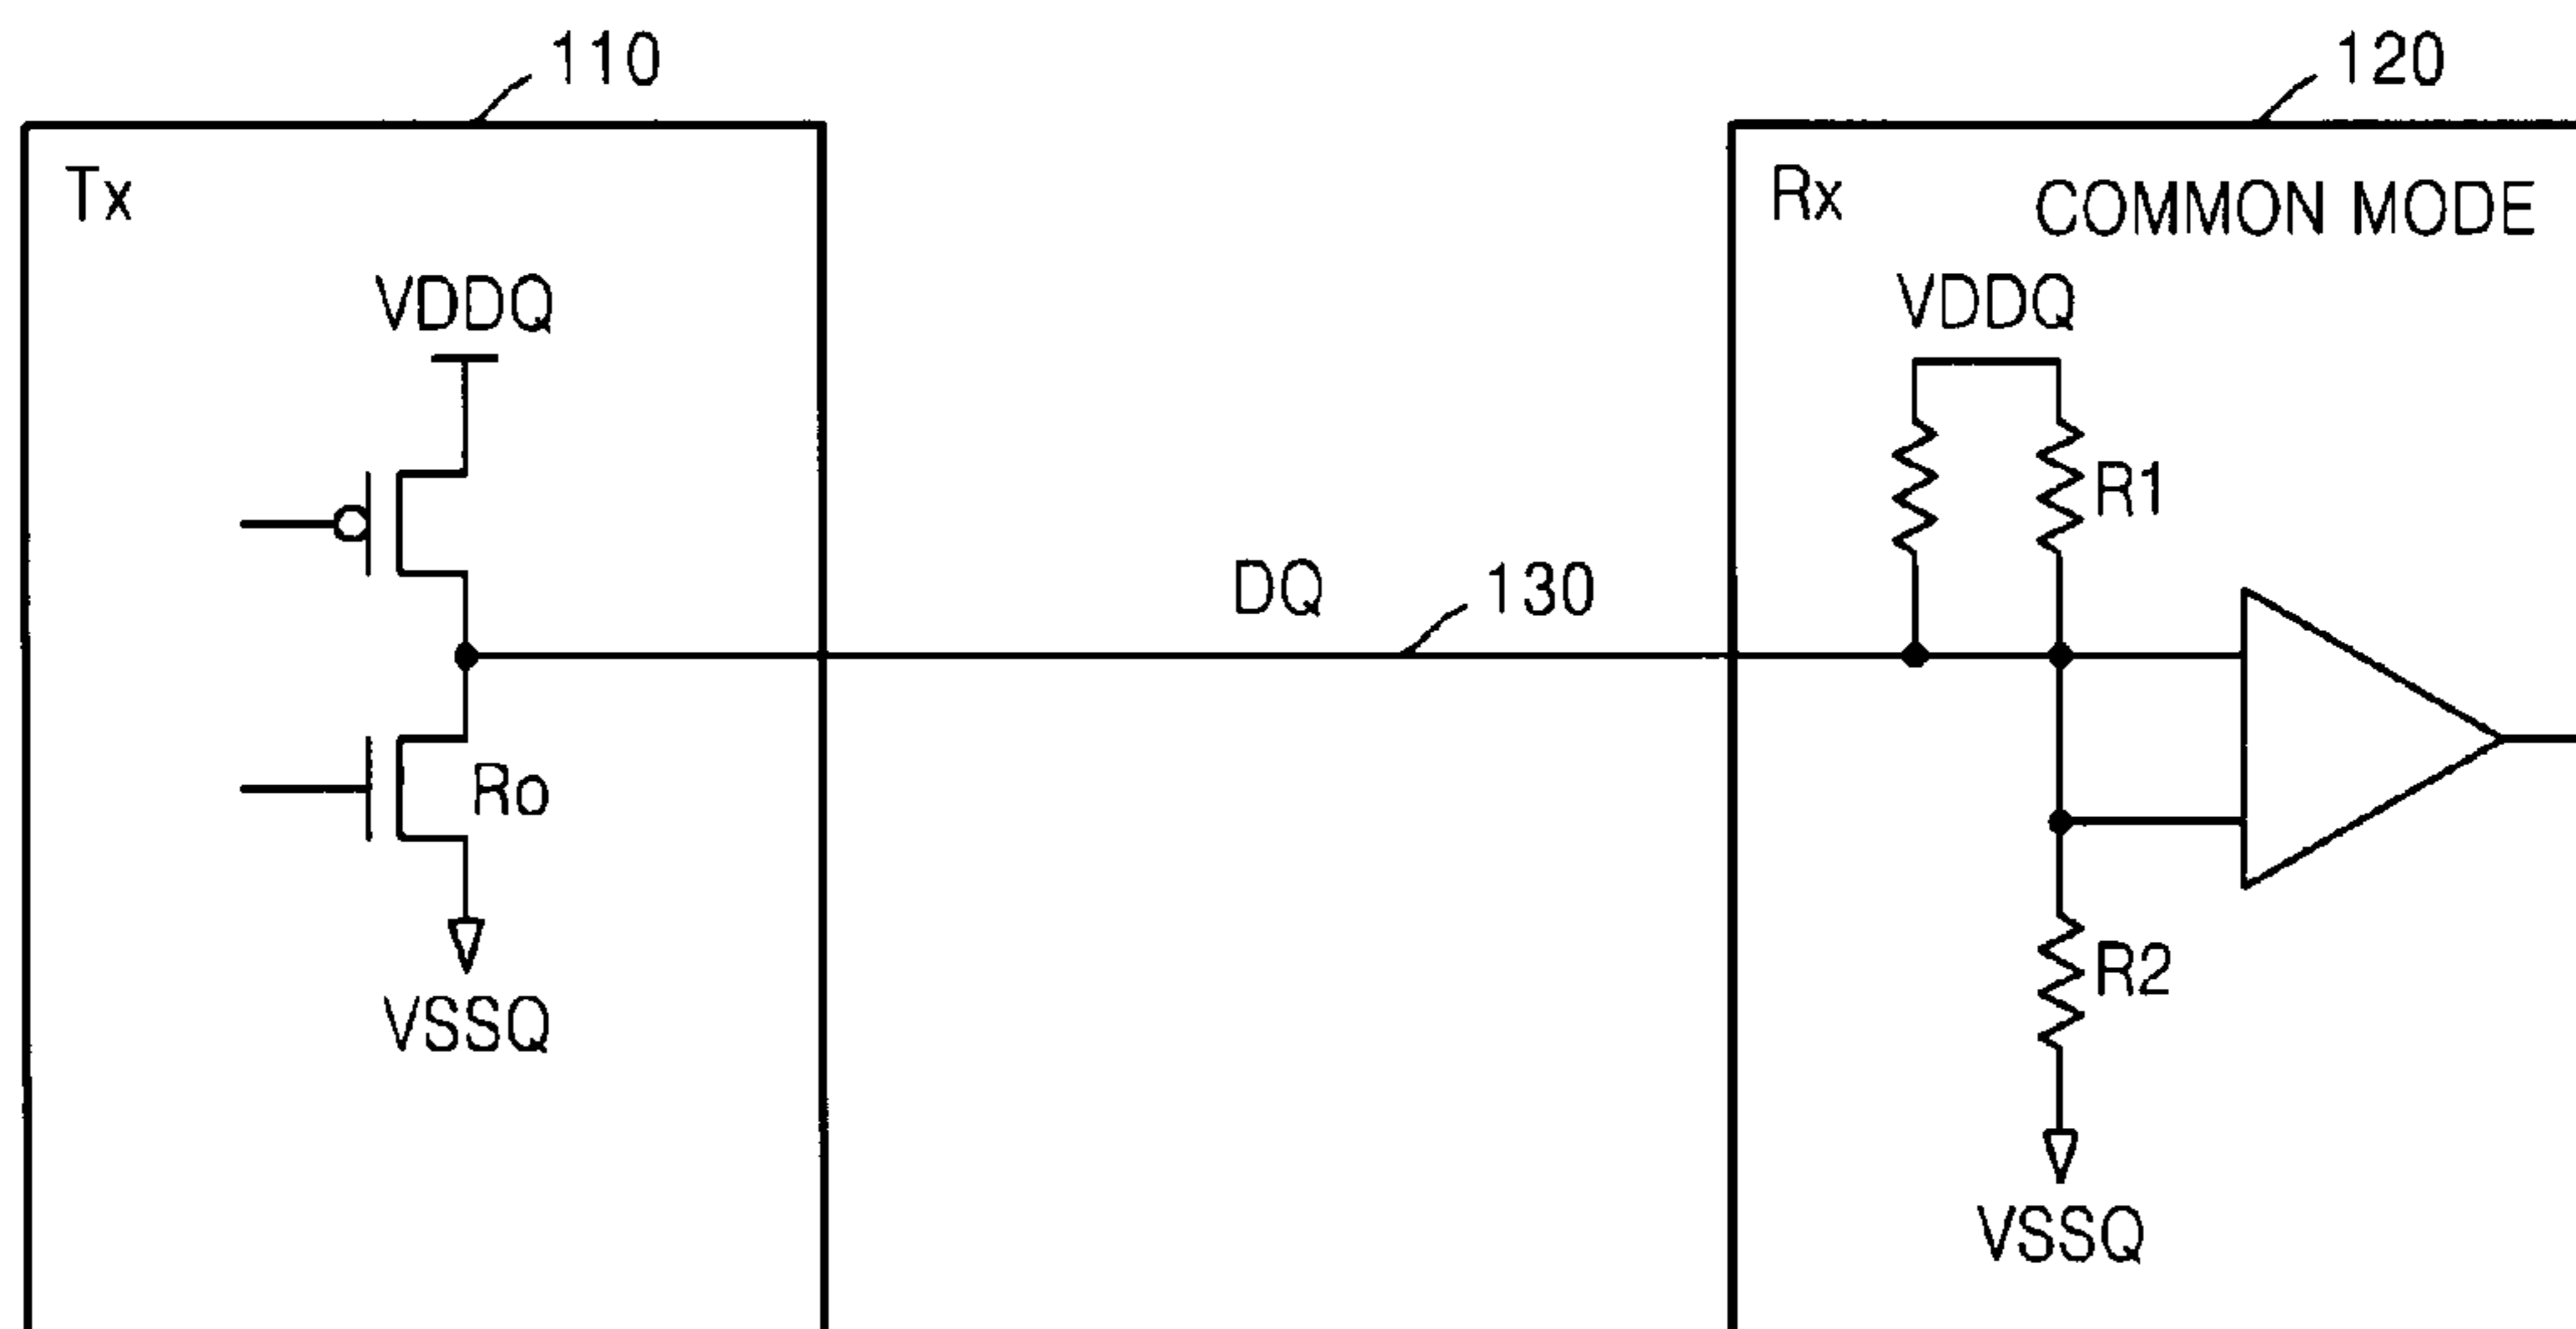 110
120
Tx
Rx
COMMON MODE
VDDQ
VDDQ
R1
DQ
130
Ro
R2
VSSQ
VSSQ